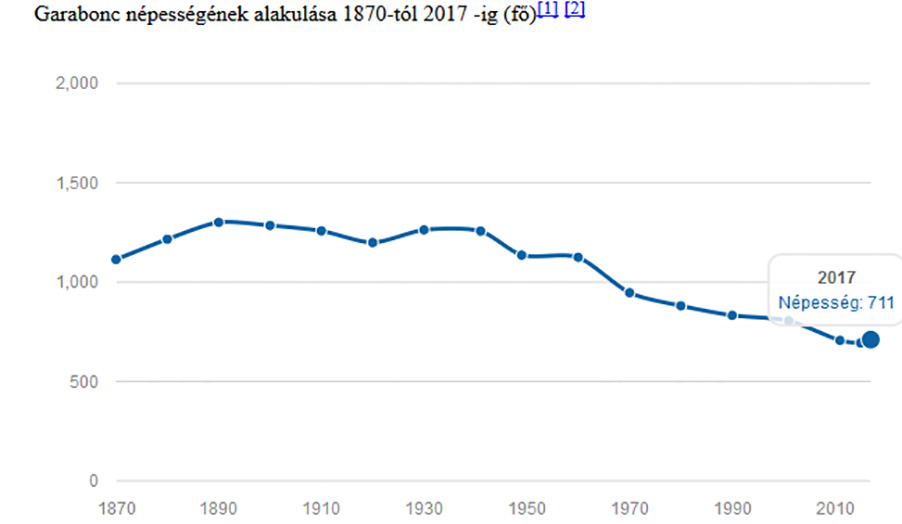 Garabonc népességének alakulása 1870-tól 2017 -ig (fő)[1] [2]
2,000
1,500
1,000
500
0
2017
Népesség: 711
1870 1890 1910 1930 1950 1970 1990 2010